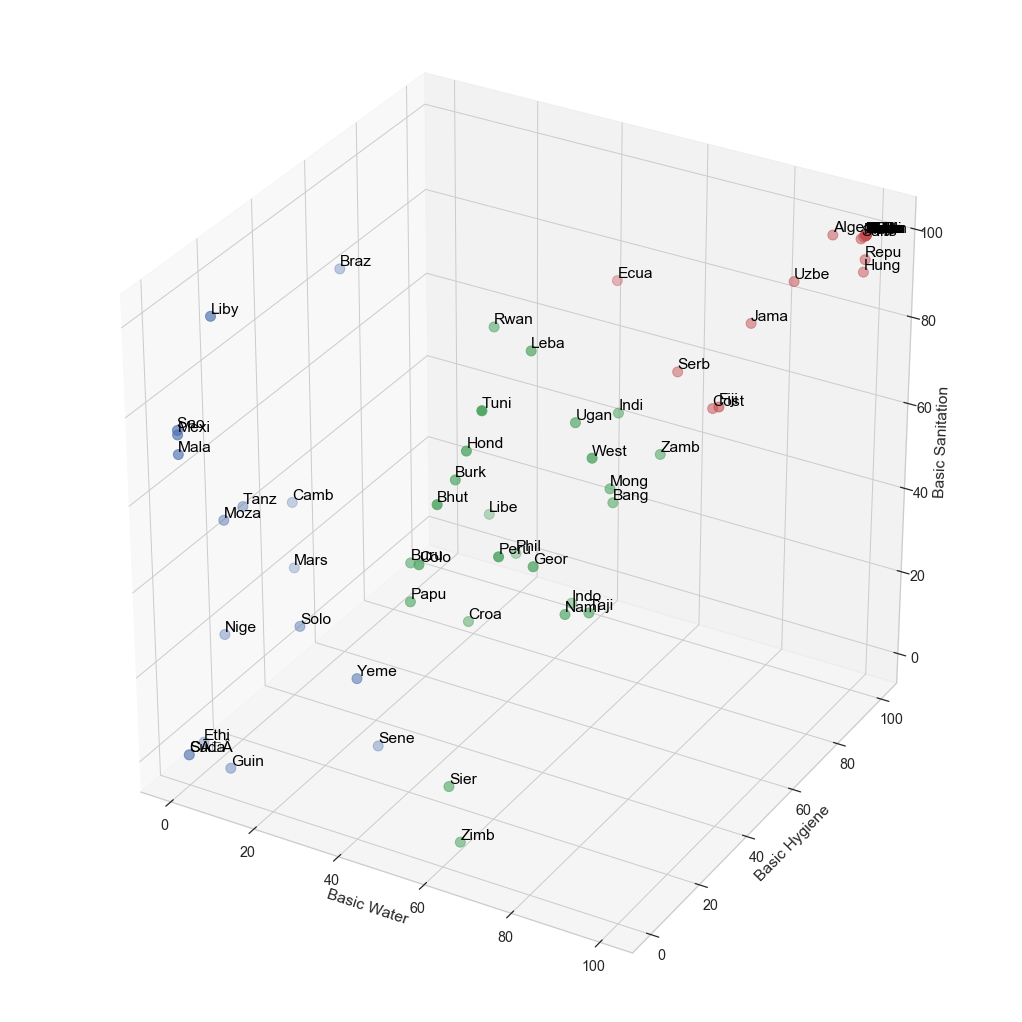 Alge
100
Repu
Braz
Hung
Ecua
Uzbe
Liby
Jama
Rwan
80
Leba
Serb
Tuni
Fiji
Cost
Indi
Sao
Ugan
60
Mexi
Hond
Mala
West
Zamb
Basic Sanitation
Burk
Mong
Tanz
Camb
Bhut
Bang
40
Moza
Libe
Phil
Peru
Buru
Colo
Geor
Mars
20
Papu
Indo
Taji
Nami
Croa
Nige
Solo
0
Yeme
100
Ethi
Sene
Guin
80
Sier
60
0
Zimb
Basic Hygiene
20
40
40
Basic Water
60
20
80
0
100